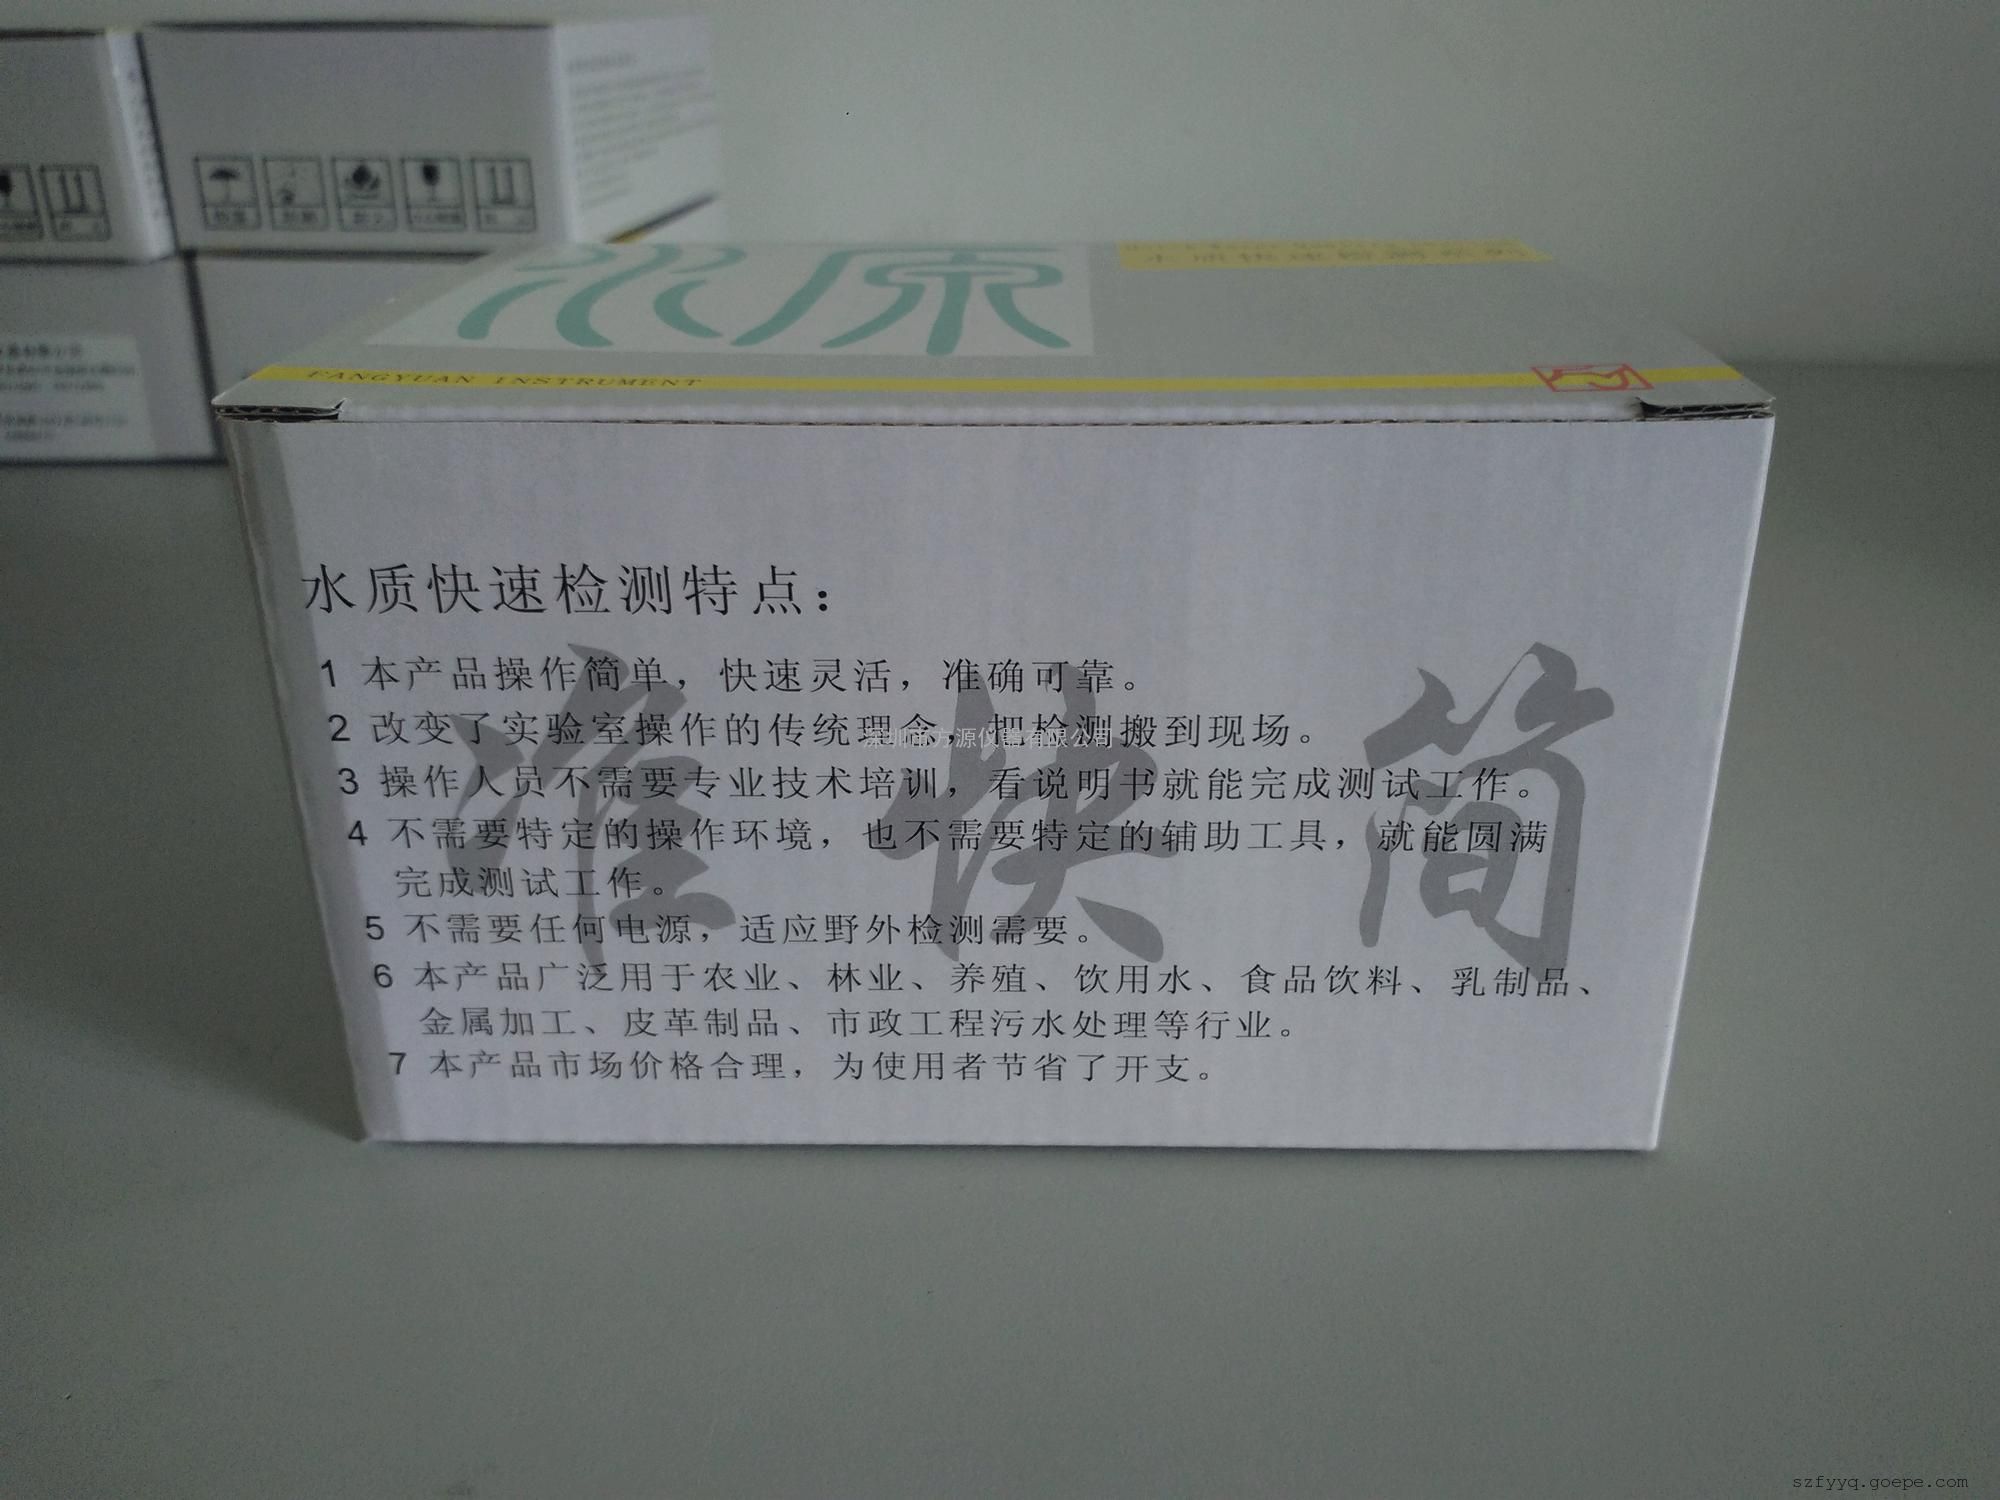 水原
水质快速检测系列
FANGYUAN INSTRUMENT
水质快速检测特点：
准 快 简
1 本产品操作简单，快速灵活，准确可靠。
2 改变了实验室操作的传统理念，把检测搬到现场。
深圳市方源仪器有限公司
3 操作人员不需要专业技术培训，看说明书就能完成测试工作。
4 不需要特定的操作环境，也不需要特定的辅助工具，就能圆满
完成测试工作。
5 不需要任何电源，适应野外检测需要。
6 本产品广泛用于农业、林业、养殖、饮用水、食品饮料、乳制品、
金属加工、皮革制品、市政工程污水处理等行业。
7 本产品市场价格合理，为使用者节省了开支。
szfyyq.goepe.com